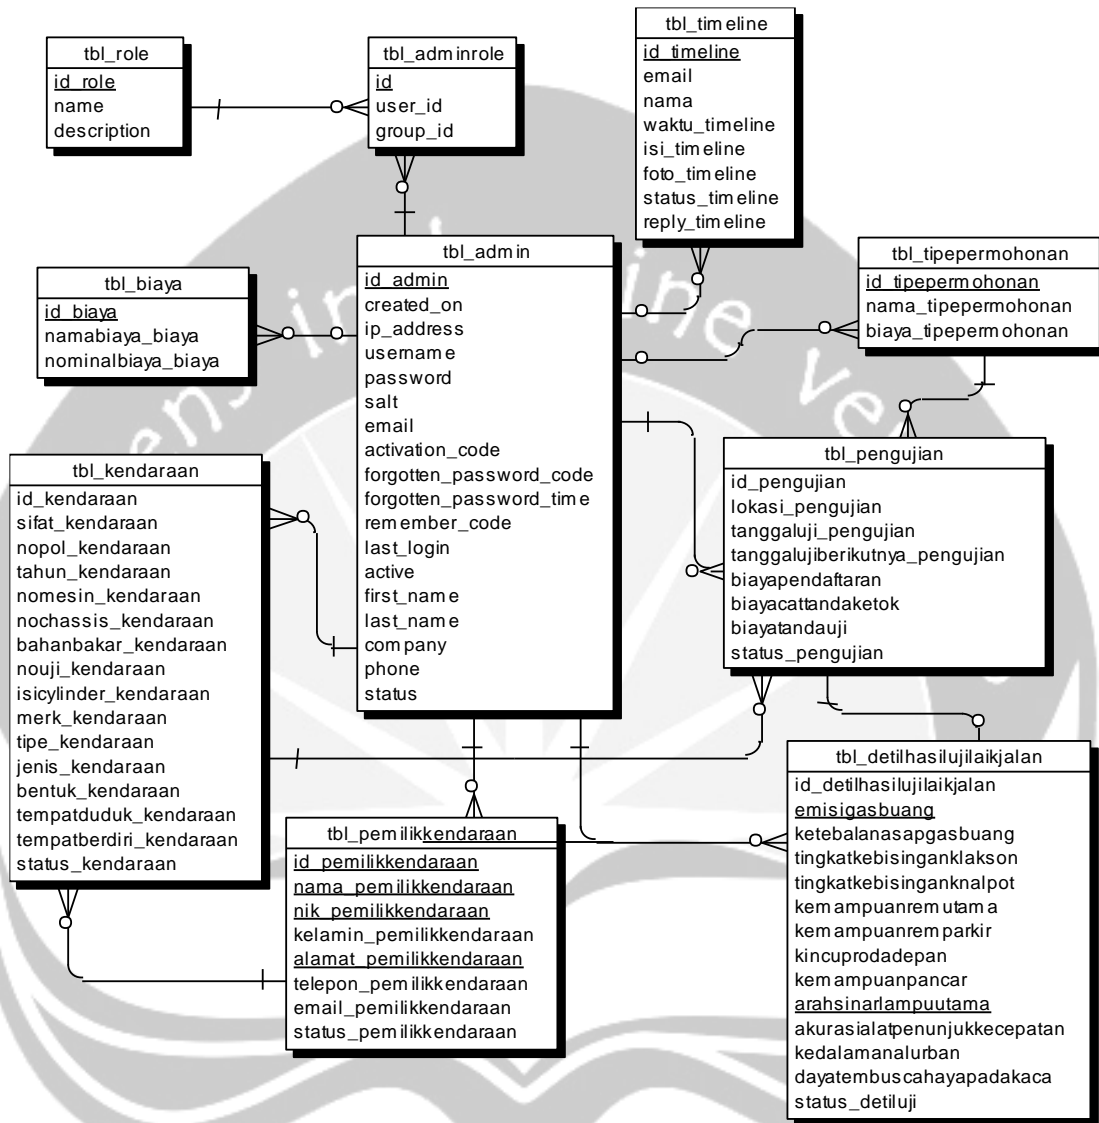 tbl_role
id_role
name
description
tbl_adminrole
id
user_id
group_id
tbl_timeline
id_timeline
email
nama
waktu_timeline
isi_timeline
foto_timeline
status_timeline
reply_timeline
tbl_biaya
id_biaya
namabiaya_biaya
nominalbiaya_biaya
tbl_admin
id_admin
created_on
ip_address
username
password
salt
email
activation_code
forgotten_password_code
forgotten_password_time
remember_code
last_login
active
first_name
last_name
company
phone
status
tbl_tipepermohonan
id_tipepermohonan
nama_tipepermohonan
biaya_tipepermohonan
tbl_kendaraan
id_kendaraan
sifat_kendaraan
nopol_kendaraan
tahun_kendaraan
nomesin_kendaraan
nochassis_kendaraan
bahanbakar_kendaraan
nouji_kendaraan
isicylinder_kendaraan
merk_kendaraan
tipe_kendaraan
jenis_kendaraan
bentuk_kendaraan
tempatduduk_kendaraan
tempatberdiri_kendaraan
status_kendaraan
tbl_pengujian
id_pengujian
lokasi_pengujian
tanggaluji_pengujian
tanggalujiberikutnya_pengujian
biayapendaftaran
biayacattandaketok
biayatandauji
status_pengujian
tbl_pemilikkendaraan
id_pemilikkendaraan
nama_pemilikkendaraan
nik_pemilikkendaraan
kelamin_pemilikkendaraan
alamat_pemilikkendaraan
telepon_pemilikkendaraan
email_pemilikkendaraan
status_pemilikkendaraan
tbl_detilhasilujilaikjalan
id_detilhasilujilaikjalan
emisigasbuang
ketebalanasapgasbuang
tingkatkebisinganklakson
tingkatkebisinganknalpot
kemampuanremutama
kemampuanremparkir
kincuprodadepan
kemampuanpancar
arahsinarlampuutama
akurasialatpenunjukkecepatan
kedalamanalurban
dayatembuscahayapadakaca
status_detiluji